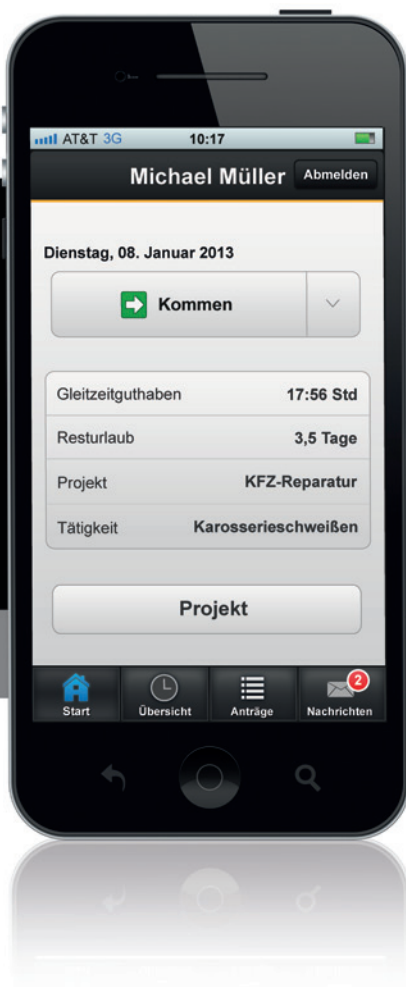 AT&T 3G 10:17
Michael Müller Abmelden
Dienstag, 08. Januar 2013
Kommen
Gleitzeitguthaben 17:56 Std
Resturlaub 3,5 Tage
Projekt KFZ-Reparatur
Tätigkeit Karosserieschweißen
Projekt
2
Start Übersicht Anträge Nachrichten